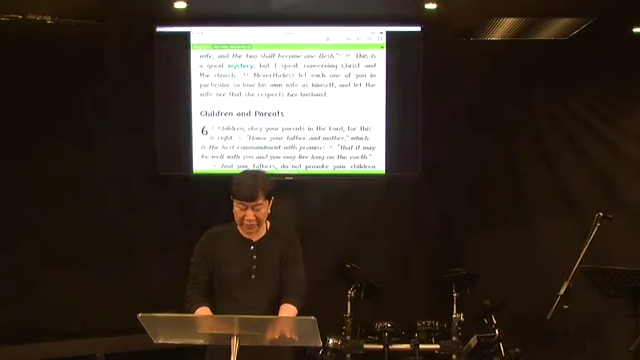 wife, and the two shall become one flesh." This is
a great mystery, but I speak concerning Christ and
the church. Nevertheless let each one of you in
particular so love his own wife as himself, and let the
wife see that she respects her husband.
Children and Parents
6 Children, obey your parents in the Lord, for this
is right. "Honor your father and mother," which
is the first commandment with promise: "that it may
be well with you and you may live long on the earth."
And you, fathers, do not provoke your children